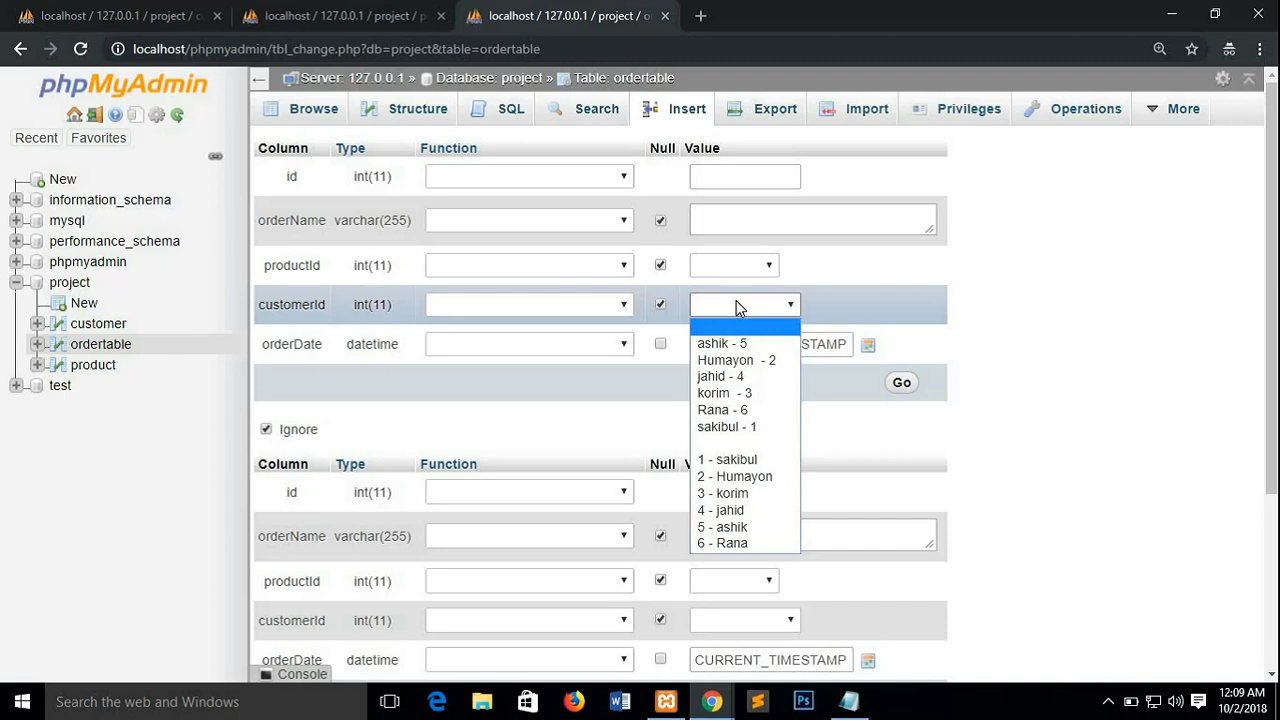 localhost / 127.0.0.1 / project / c
localhost / 127.0.0.1 / project / p
localhost / 127.0.0.1 / project / o
localhost/phpmyadmin/tbl_change.php?db=project&table=ordertable
phpMyAdmin
Recent
Favorites
New
information_schema
mysql
performance_schema
phpmyadmin
project
New
customer
ordertable
product
test
Server: 127.0.0.1 » Database: project » Table: ordertable
Browse
Structure
SQL
Search
Insert
Export
Import
Privileges
Operations
More
Column Type Function Null Value
id int(11)
orderName varchar(255)
productId int(11)
customerId int(11)
orderDate datetime STAMP
ashik - 5
Humayon - 2
jahid - 4
korim - 3
Rana - 6
sakibul - 1
1 - sakibul
2 - Humayon
3 - korim
4 - jahid
5 - ashik
6 - Rana
Go
Ignore
Column Type Function Null V
id int(11)
orderName varchar(255)
productId int(11)
customerId int(11)
orderDate datetime CURRENT_TIMESTAMP
Console
Search the web and Windows
12:09 AM
10/2/2018